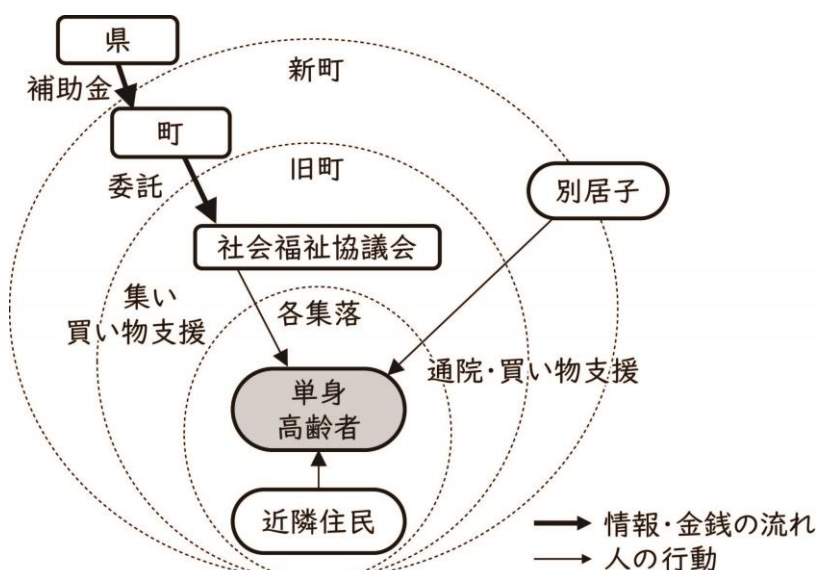 県
補助金
新町
町
委託
旧町
別居子
社会福祉協議会
集い
買い物支援
各集落
通院・買い物支援
単身
高齢者
近隣住民
情報・金銭の流れ
人の行動